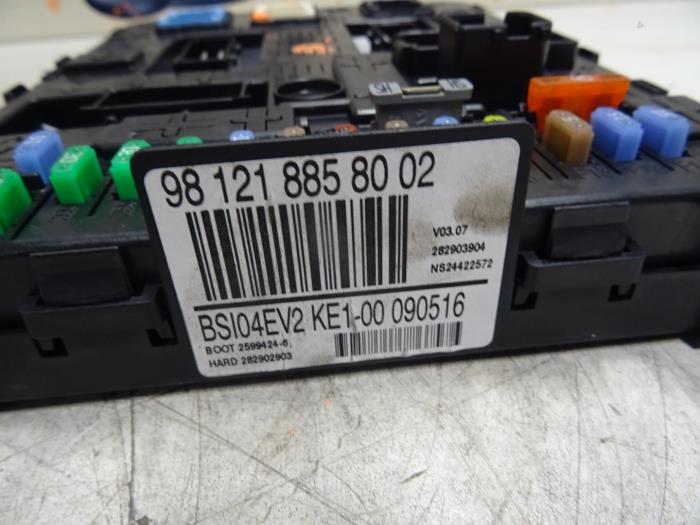 98 121 885 80 02
V03.07
282903904
NS24422572
BSI04EV2 KE1-00 090516
BOOT 2599424-6
HARD 282902903